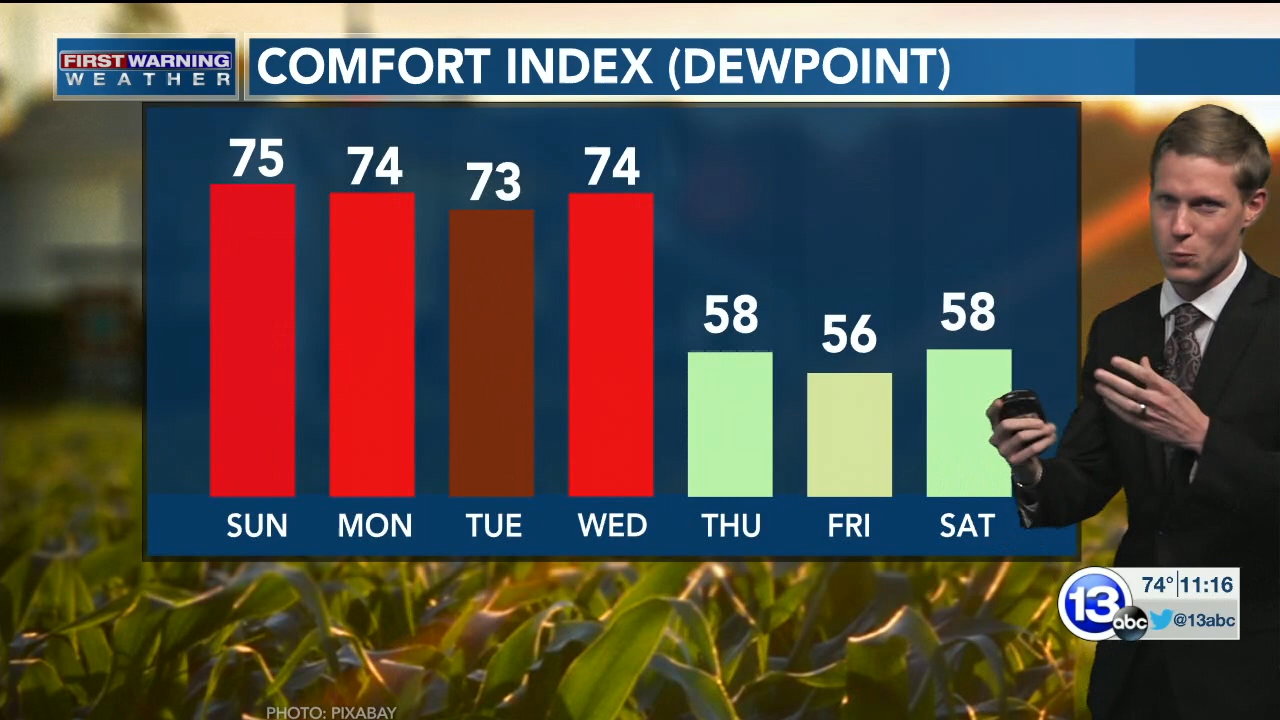 FIRST WARNING
WEATHER
COMFORT INDEX (DEWPOINT)
75
74
73
74
58
56
58
SUN
MON
TUE
WED
THU
FRI
SAT
13
abc
74° 11:16
@13abc
PHOTO: PIXABAY